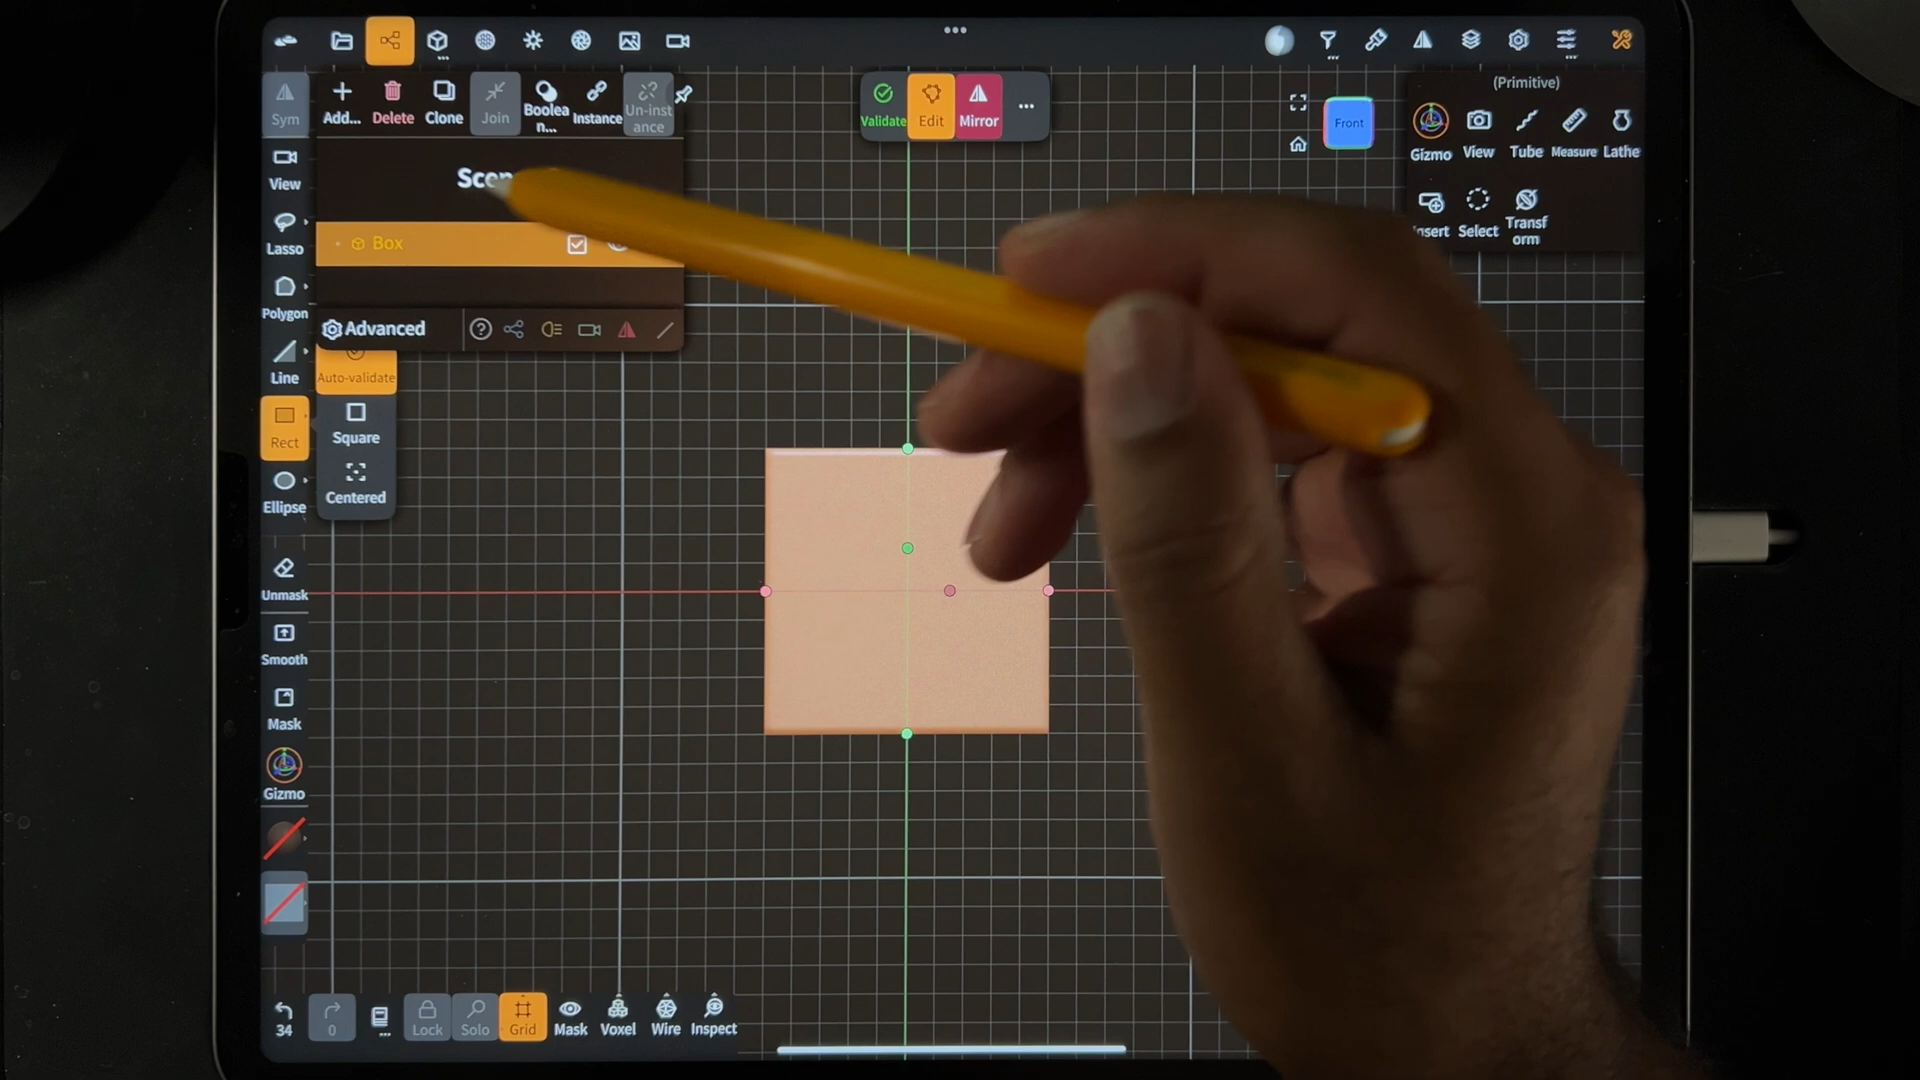 (Primitive)
Sym
Add...
Delete
Clone
Join
Boolea
n...
Instance
Un-inst
ance
Validate
Edit
Mirror
...
Front
Gizmo
View
Tube
Measure
Lathe
Select
Transf
orm
View
Box
Lasso
Polygon
Advanced
Auto-validate
Line
Square
Rect
Centered
Ellipse
Unmask
Smooth
Mask
Gizmo
34
0
Lock
Solo
Grid
Mask
Voxel
Wire
Inspect